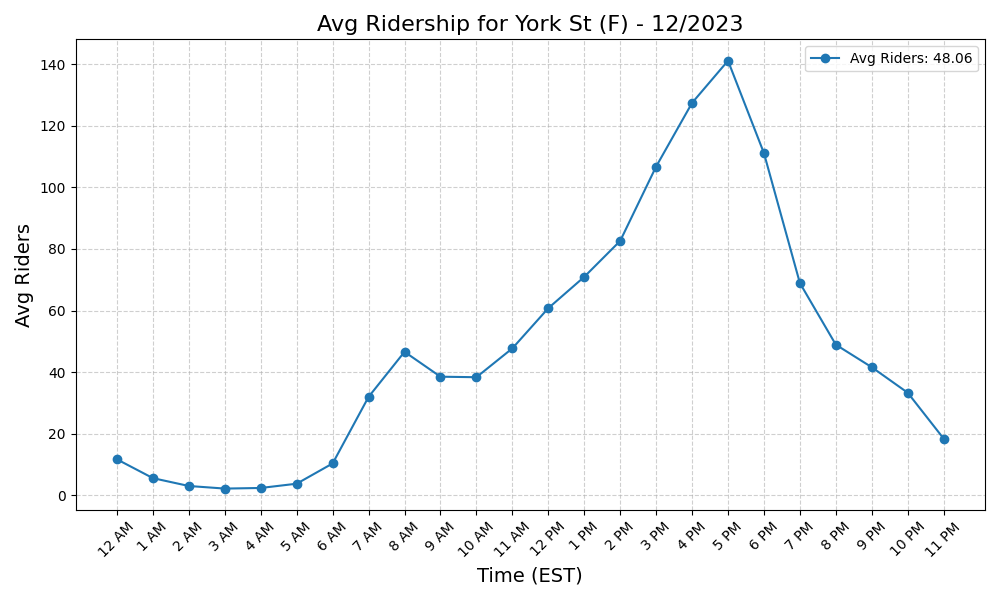 Avg Ridership for York St (F) - 12/2023
Avg Riders: 48.06
Avg Riders
140
120
100
80
60
40
20
0
12 AM
1 AM
2 AM
3 AM
4 AM
5 AM
6 AM
7 AM
8 AM
9 AM
10 AM
11 AM
12 PM
1 PM
2 PM
3 PM
4 PM
5 PM
6 PM
7 PM
8 PM
9 PM
10 PM
11 PM
Time (EST)